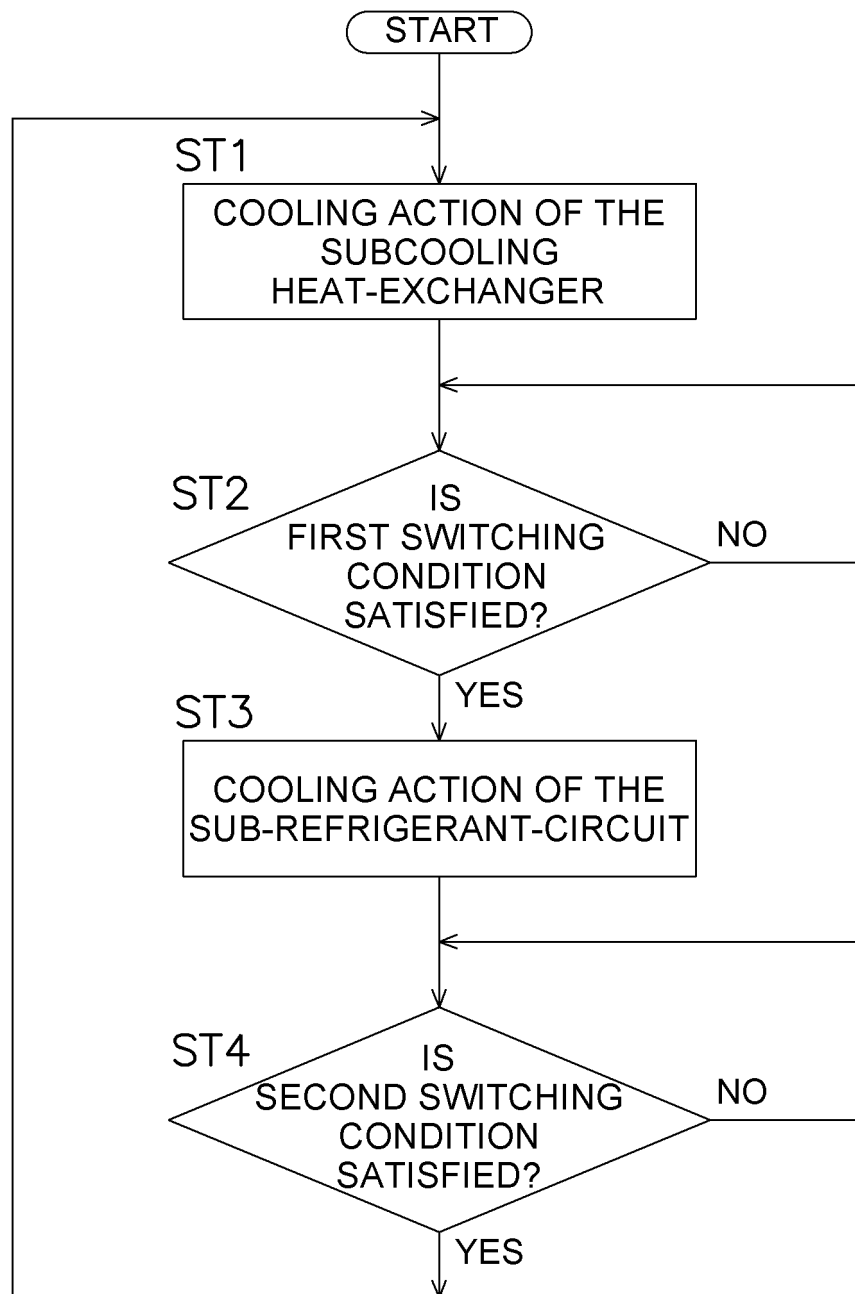 START
ST1
COOLING ACTION OF THE
SUBCOOLING
HEAT-EXCHANGER
ST2
IS
FIRST SWITCHING
CONDITION
SATISFIED?
NO
YES
ST3
COOLING ACTION OF THE
SUB-REFRIGERANT-CIRCUIT
ST4
IS
SECOND SWITCHING
CONDITION
SATISFIED?
NO
YES